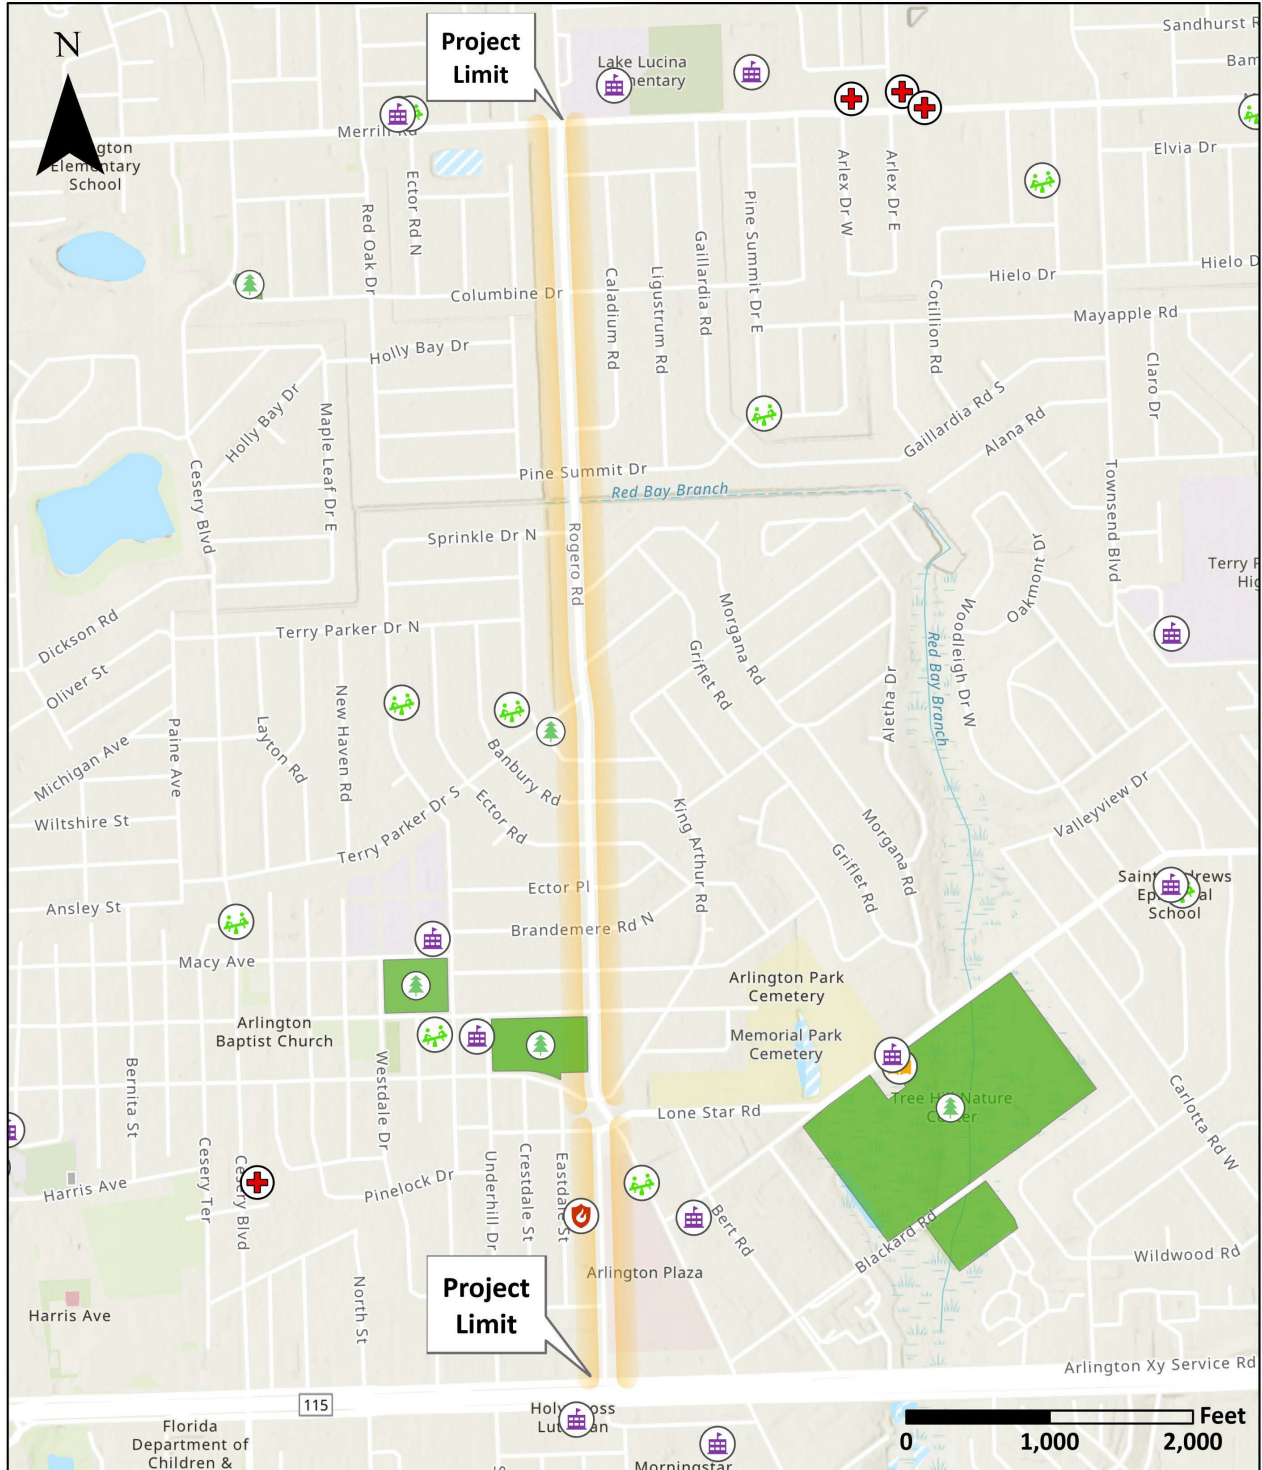 N
Project
Limit
Lake Lucina
Sandhurst R
Bam
Merrill Rd
Elementary
School
Elvia Dr
Ector Rd N
Red Oak Dr
Arlex Dr W
Arlex Dr E
Pine Summit Dr E
Gaillardia Rd
Ligustrum Rd
Caladium Rd
Columbine Dr
Hielo Dr
Hielo D
Cotillion Rd
Mayapple Rd
Holly Bay Dr
Claro Dr
Holly Bay Dr
Maple Leaf Dr E
Gaillardia Rd S
Alana Rd
Cesery Blvd
Pine Summit Dr
Red Bay Branch
Townsend Blvd
Sprinkle Dr N
Rogero Rd
Oakmont Dr
Terry P
Hig
Woodleigh Dr W
Dickson Rd
Terry Parker Dr N
Morgana Rd
Griflet Rd
Red Bay Branch
Aletha Dr
Oliver St
New Haven Rd
Paine Ave
Layton Rd
Michigan Ave
Banbury Rd
Ector Rd
Terry Parker Dr S
Wiltshire St
King Arthur Rd
Morgana Rd
Griflet Rd
Valleyview Dr
Ector Pl
Ansley St
School
Brandemere Rd N
Macy Ave
Arlington Park
Cemetery
Arlington
Baptist Church
Memorial Park
Cemetery
Westdale Dr
Bernita St
Tree Hill Nature
Center
Lone Star Rd
Carlotta Rd W
Harris Ave
Cesery Ter
Cesery Blvd
Pinelock Dr
Underhill Dr
Crestdale St
Eastdale St
Bert Rd
Blackard Rd
Wildwood Rd
Arlington Plaza
Project
Limit
North St
Harris Ave
Arlington Xy Service Rd
115
Florida
Department of
Children &
Morningstar
Feet
0
1,000
2,000